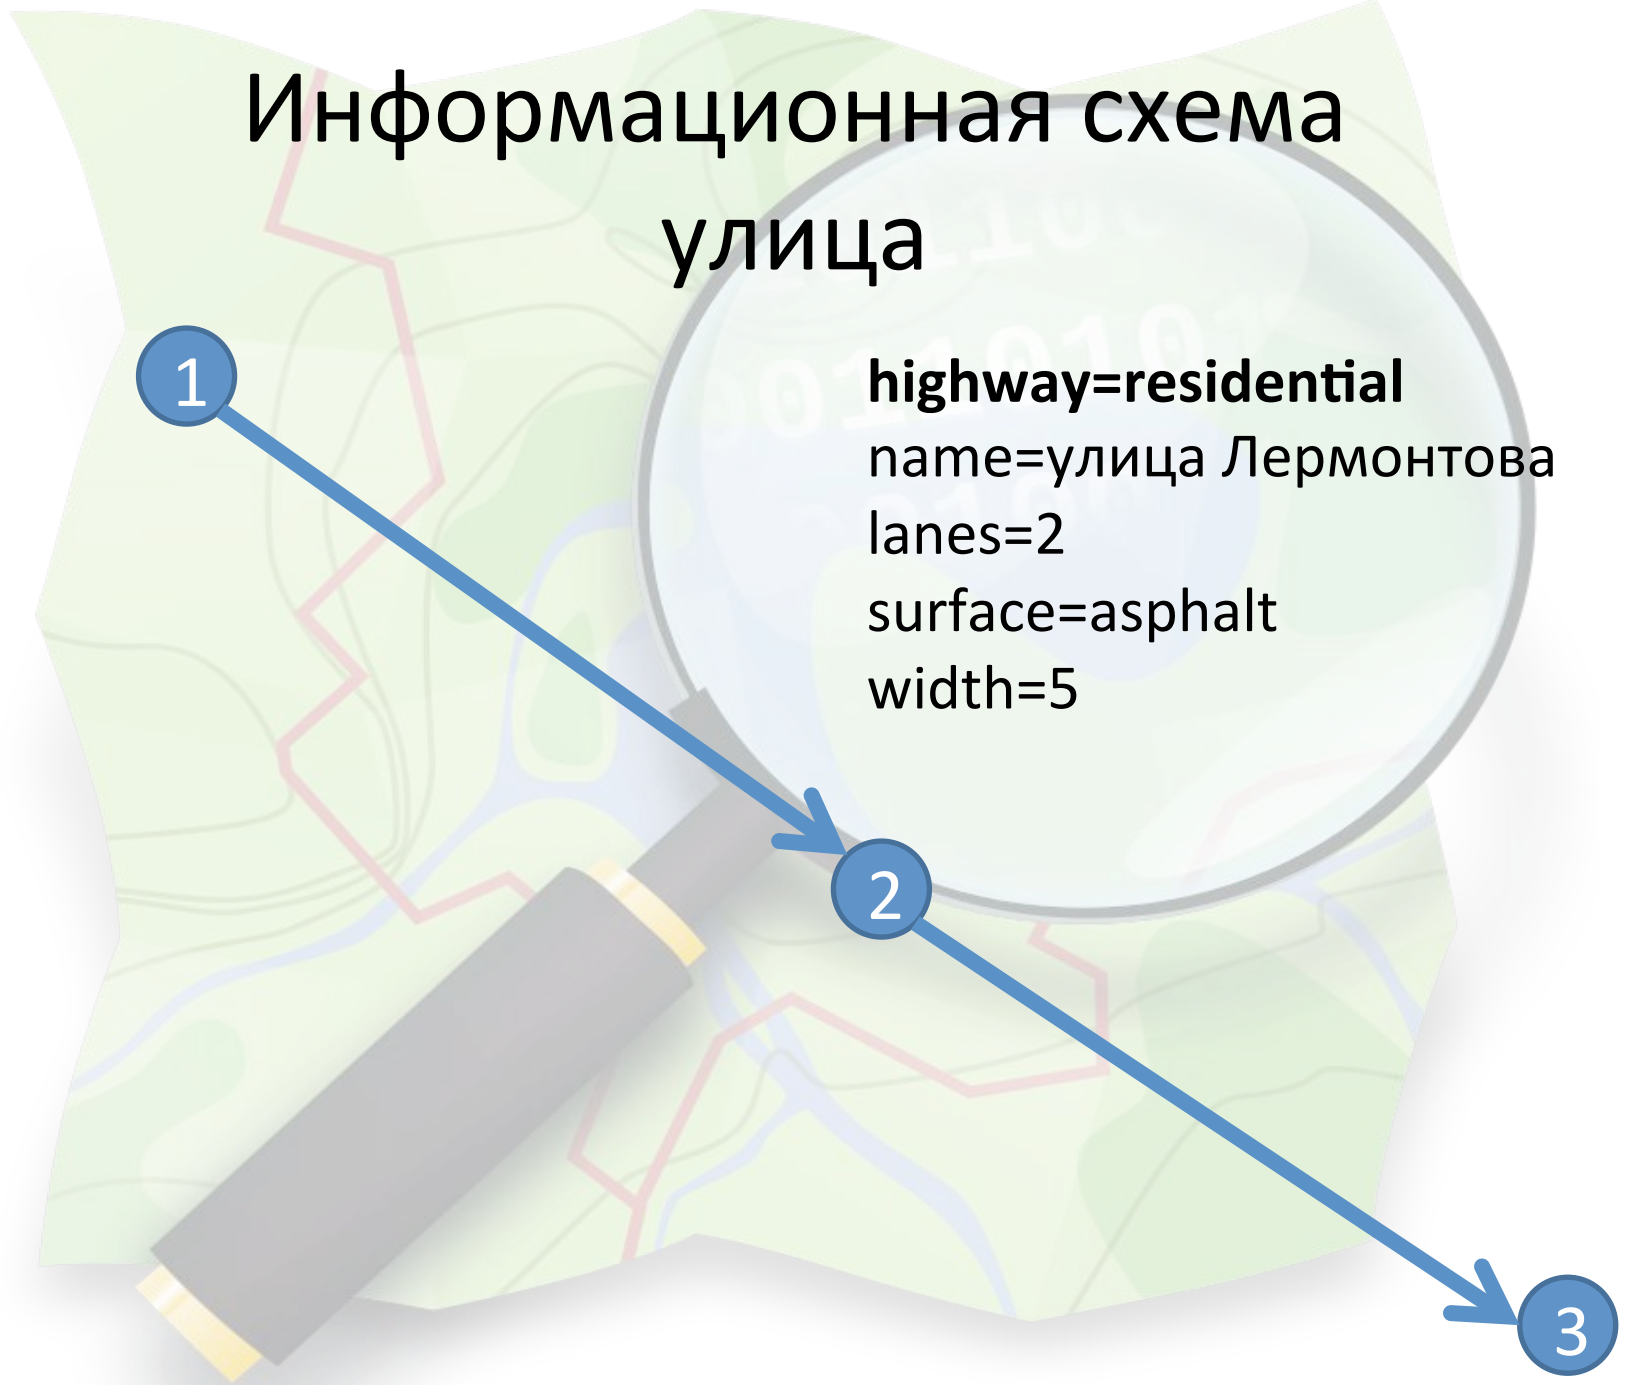 Информационная схема
улица
1
highway=residential
name=улица Лермонтова
lanes=2
surface=asphalt
width=5
2
3